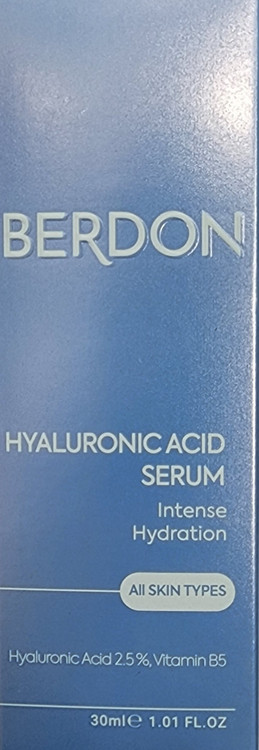 BERDON
HYALURONIC ACID
SERUM
Intense
Hydration
All SKIN TYPES
Hyaluronic Acid 2.5%, Vitamin B5
30ml℮ 1.01 FL.OZ